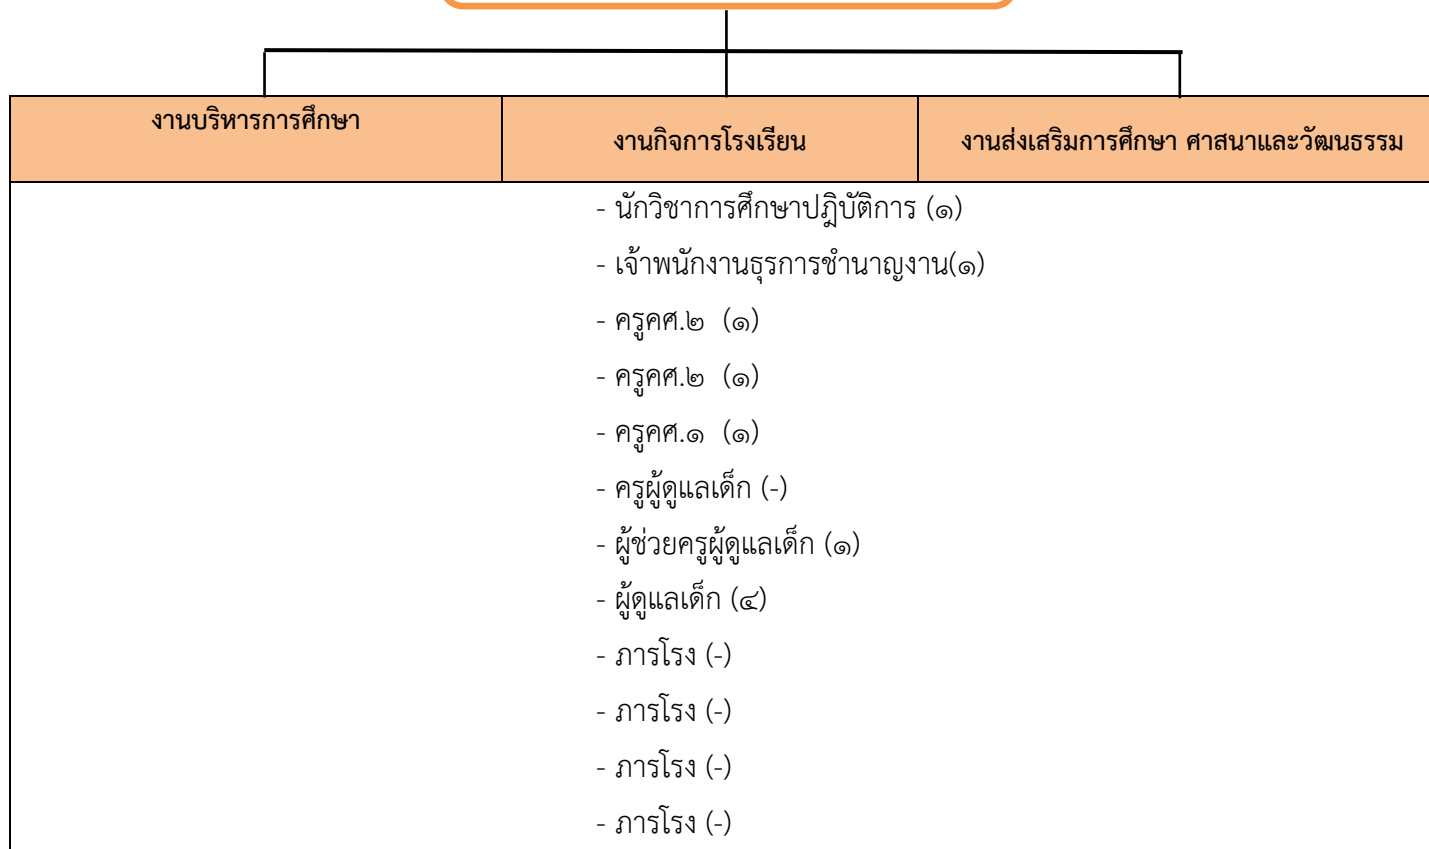 งานบริหารการศึกษา
งานกิจการโรงเรียน
งานส่งเสริมการศึกษา ศาสนาและวัฒนธรรม
- นักวิชาการศึกษาปฎิบัติการ (๑)
- เจ้าพนักงานธุรการชำนาญงาน(๑)
- ครูคศ.๒ (๑)
- ครูคศ.๒ (๑)
- ครูคศ.๑ (๑)
- ครูผู้ดูแลเด็ก (-)
- ผู้ช่วยครูผู้ดูแลเด็ก (๑)
- ผู้ดูแลเด็ก (๔)
- ภารโรง (-)
- ภารโรง (-)
- ภารโรง (-)
- ภารโรง (-)